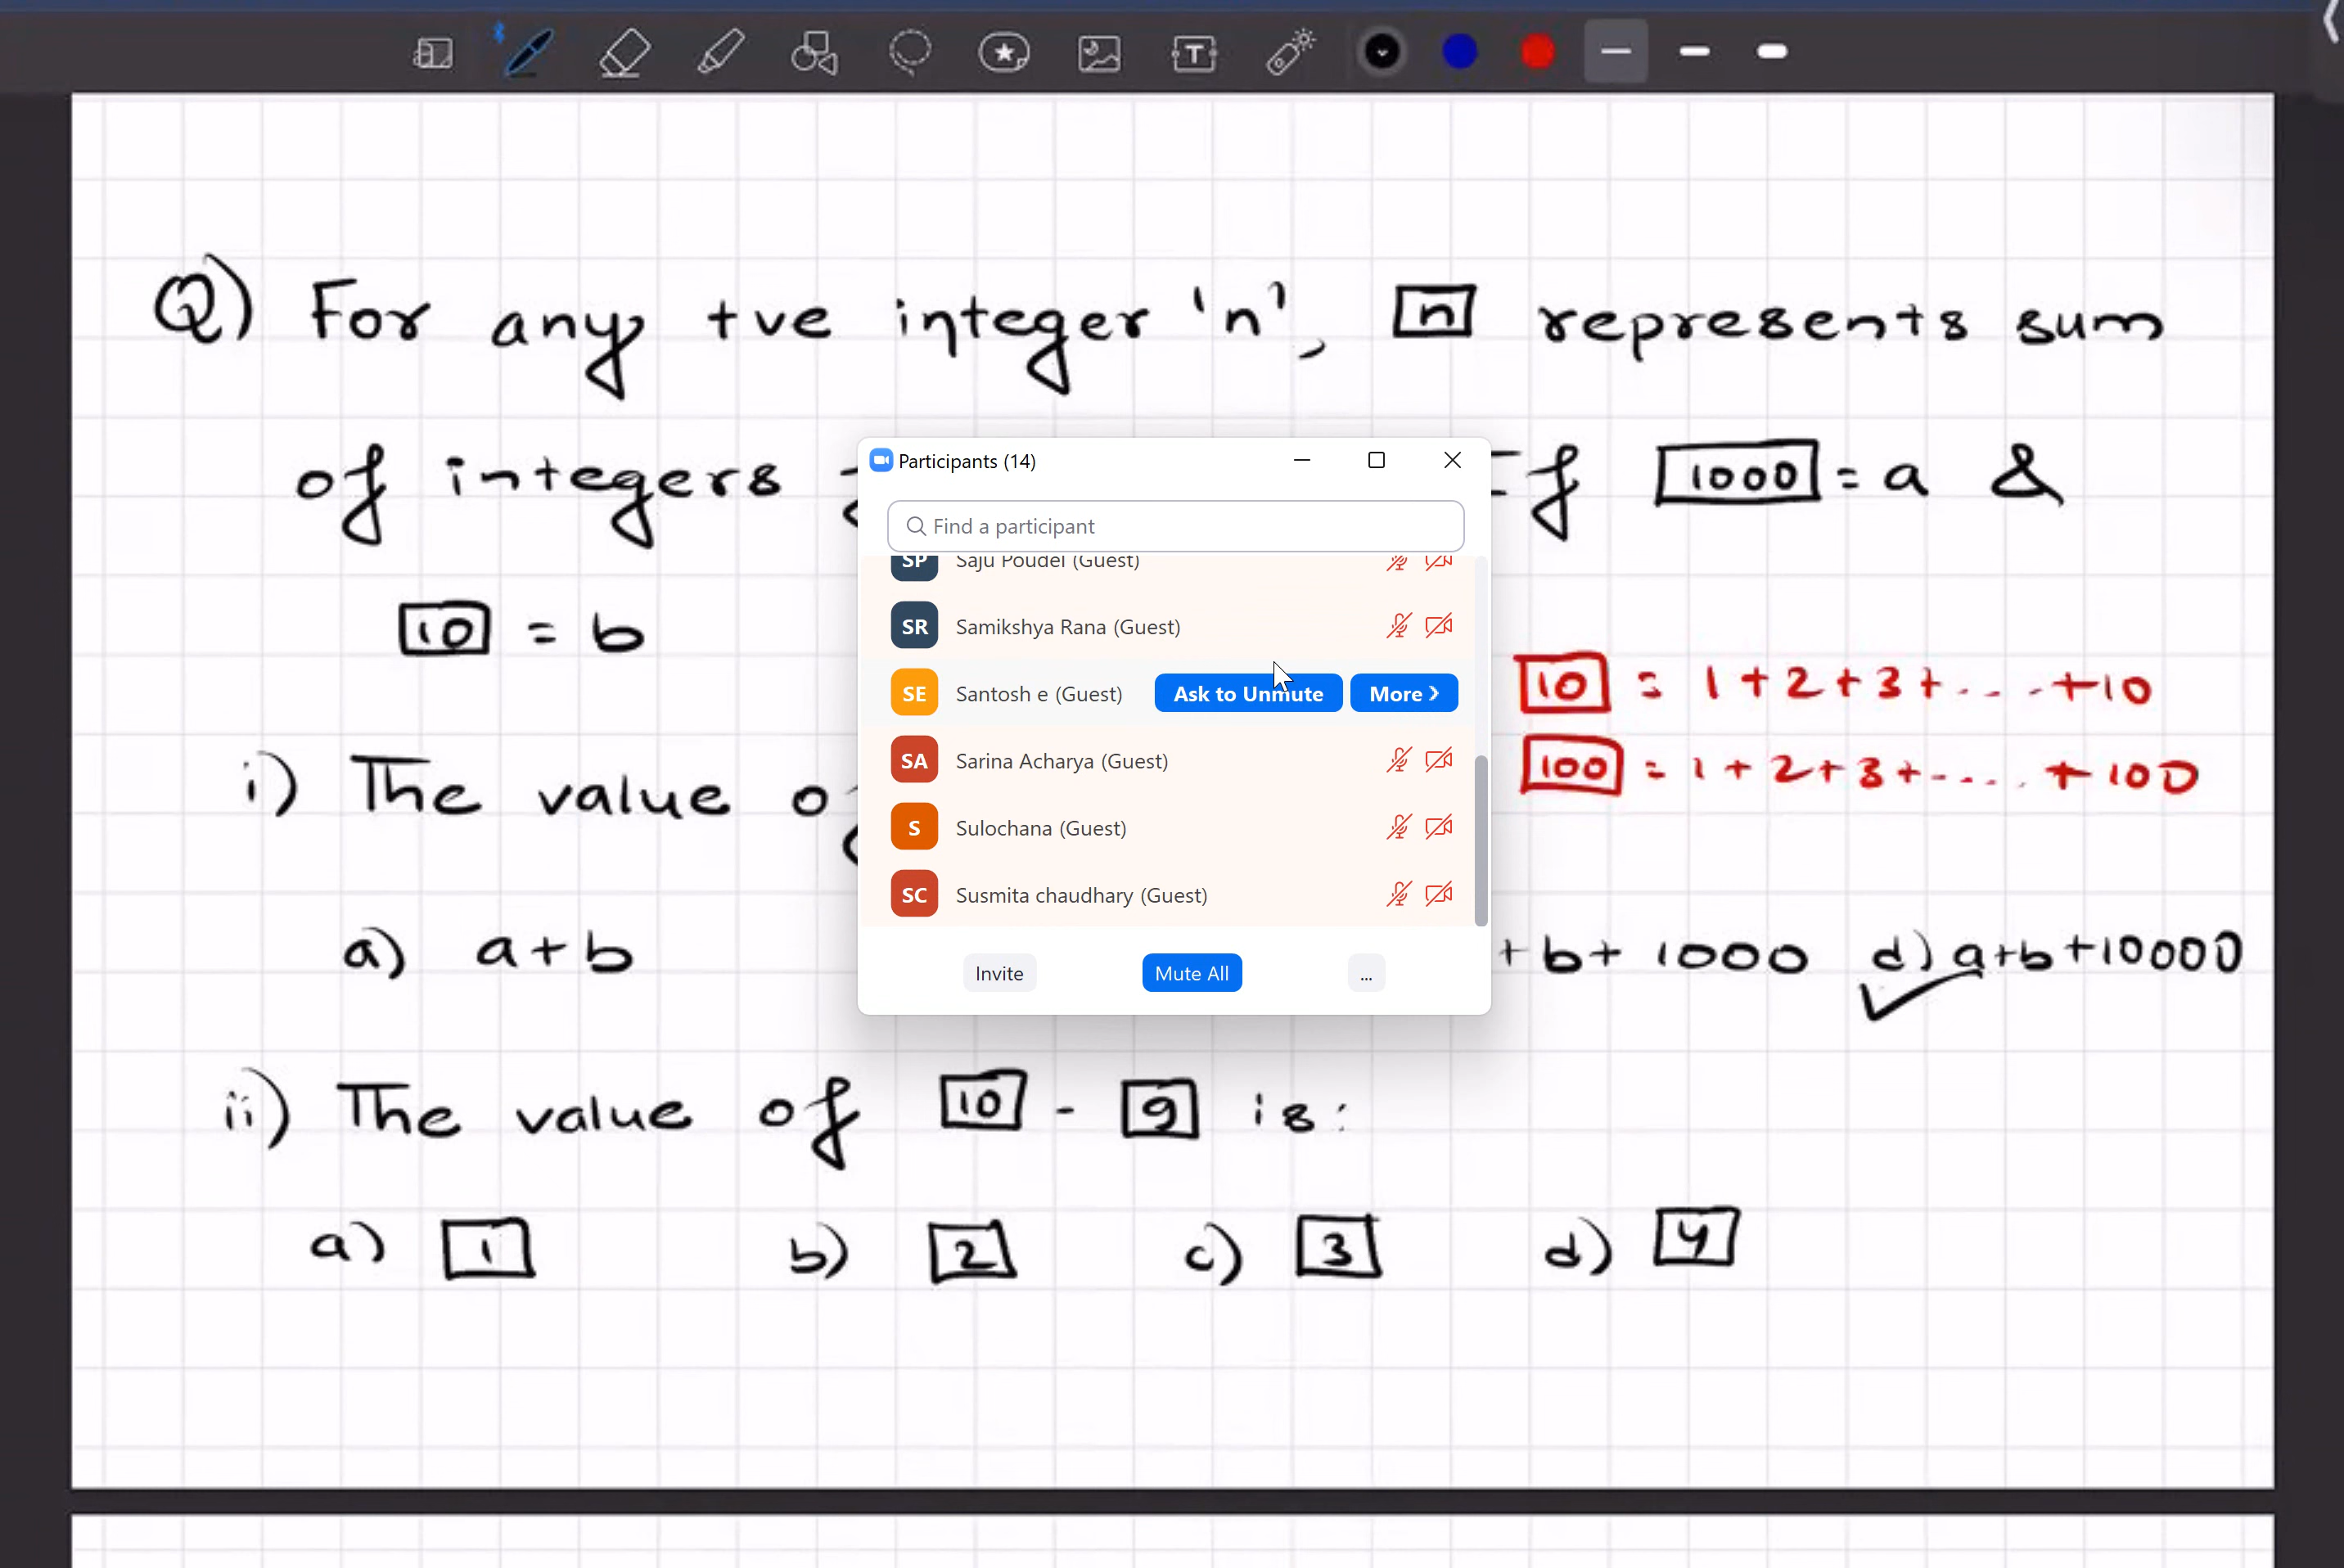 Q) For any +ve integer 'n', n represents sum
of integers
If 1000 = a &
10 = b
10 = 1+2+3+.....+10
100 = 1+2+3+.....+100
i) The value of
a) a+b
+b+1000 d) a+b+10000
ii) The value of 10 - 9 is:
a) 1 b) 2 c) 3 d) 4
Participants (14)
Find a participant
SP Saju Poudel (Guest)
SR Samikshya Rana (Guest)
SE Santosh e (Guest) Ask to Unmute More >
SA Sarina Acharya (Guest)
S Sulochana (Guest)
SC Susmita chaudhary (Guest)
Invite Mute All ...